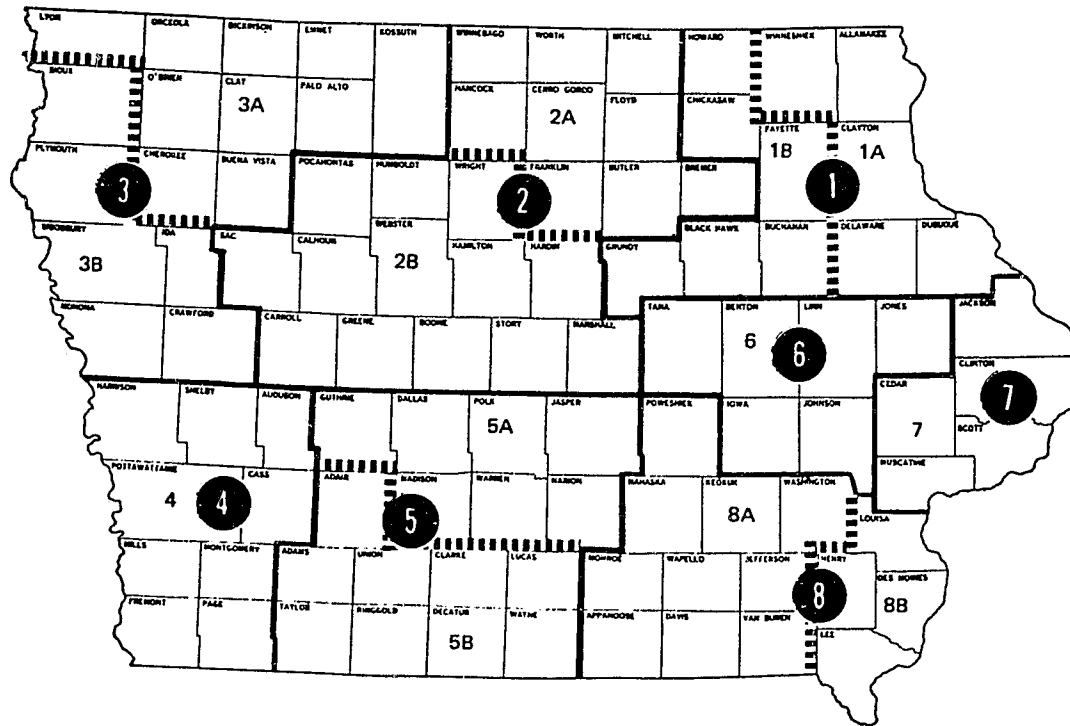 LYON OSCEOLA DICKINSON EMMET KOSSUTH WINNEBAGO WORTH MITCHELL HOWARD WINNESHIEK ALLAMAKEE
SIOUX O'BRIEN CLAY PALO ALTO HANCOCK CERRO GORDO FLOYD CHICKASAW
3A 2A
FAYETTE CLAYTON
1B 1A
PLYMOUTH CHEROKEE BUENA VISTA POCAHONTAS HUMBOLDT WRIGHT FRANKLIN BUTLER BREMER
3 2 1
WOODBURY IDA SAC CALHOUN WEBSTER HAMILTON HARDIN GRUNDY BLACK HAWK BUCHANAN DELAWARE DUBUQUE
3B 2B
MONONA CRAWFORD CARROLL GREENE BOONE STORY MARSHALL TAMA BENTON LINN JONES JACKSON
6 6
CLINTON
7
HARRISON SHELBY AUDUBON GUTHRIE DALLAS POLK JASPER POWESHIEK IOWA JOHNSON CEDAR
5A 7
SCOTT
MUSCATINE
POTTAWATTAMIE CASS ADAIR MADISON WARREN MARION MAHASKA KEOKUK WASHINGTON
4 4 5 8A
LOUISA
MILLS MONTGOMERY ADAMS UNION CLARKE LUCAS MONROE WAPELLO JEFFERSON HENRY
DES MOINES
8 8B
FREMONT PAGE TAYLOR RINGGOLD DECATUR WAYNE APPANOOSE DAVIS VAN BUREN
5B
LEE